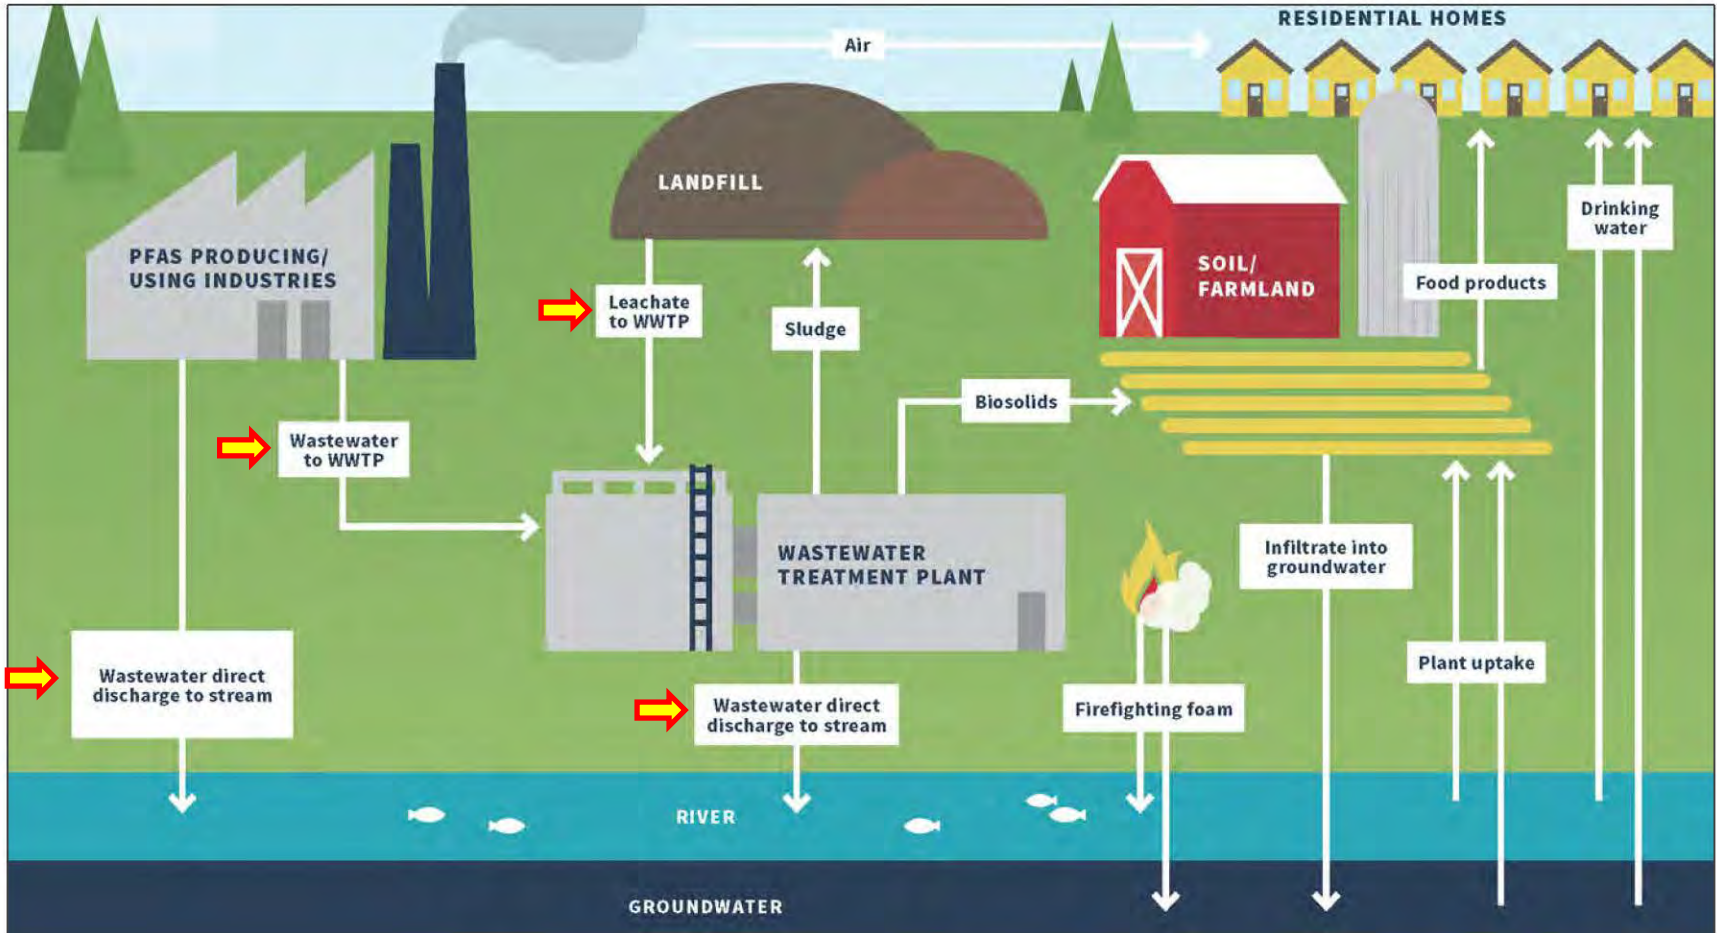 RESIDENTIAL HOMES
Air
LANDFILL
PFAS PRODUCING/
USING INDUSTRIES
Leachate
to WWTP
Sludge
SOIL/
FARMLAND
Food products
Drinking
water
Biosolids
Wastewater
to WWTP
WASTEWATER
TREATMENT PLANT
Infiltrate into
groundwater
Plant uptake
Wastewater direct
discharge to stream
Wastewater direct
discharge to stream
Firefighting foam
RIVER
GROUNDWATER